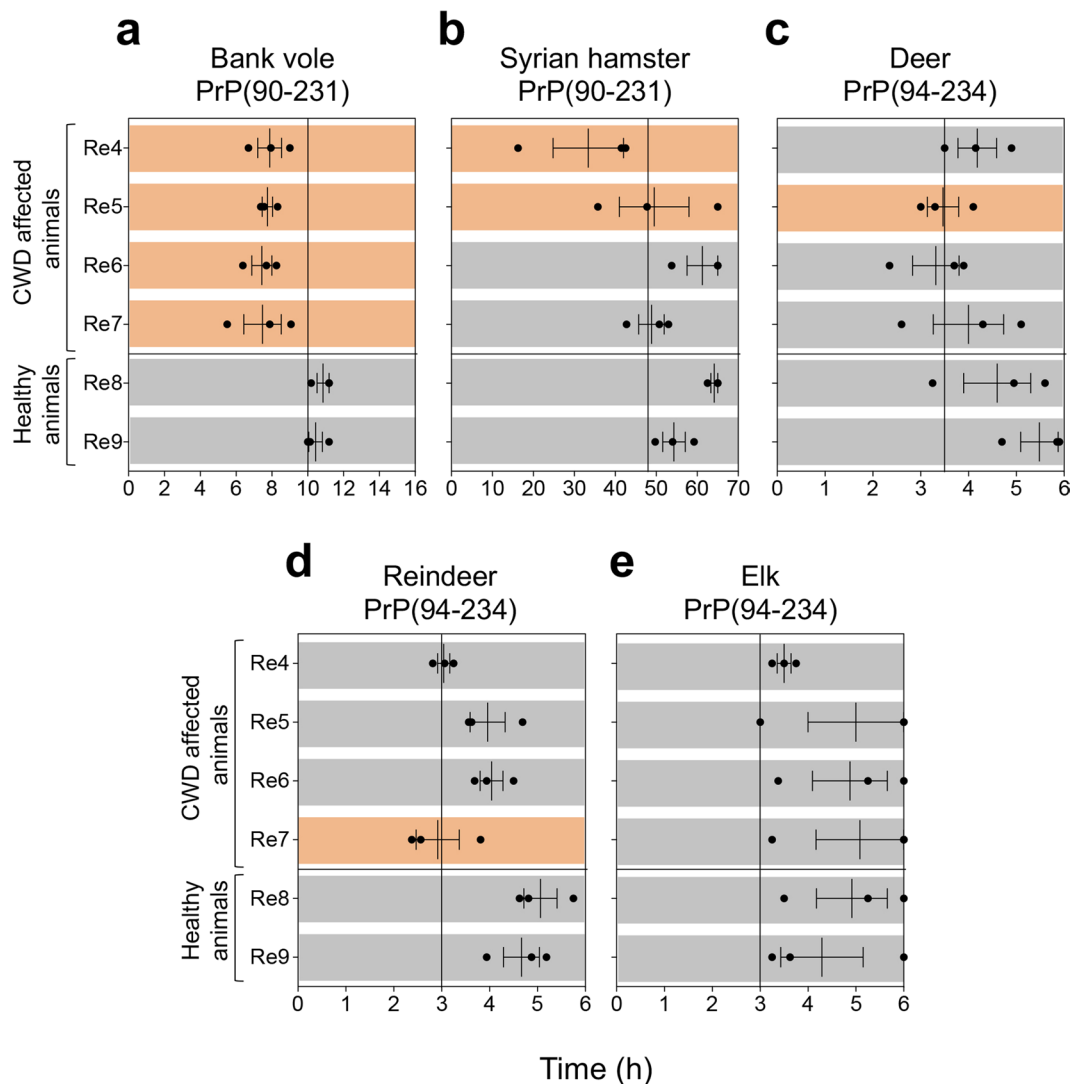 a
Bank vole
PrP(90-231)
b
Syrian hamster
PrP(90-231)
c
Deer
PrP(94-234)
CWD affected
animals
Healthy
animals
Re4
Re5
Re6
Re7
Re8
Re9
0 2 4 6 8 10 12 14 16
0 10 20 30 40 50 60 70
0 1 2 3 4 5 6
d
Reindeer
PrP(94-234)
e
Elk
PrP(94-234)
CWD affected
animals
Healthy
animals
Re4
Re5
Re6
Re7
Re8
Re9
0 1 2 3 4 5 6
0 1 2 3 4 5 6
Time (h)